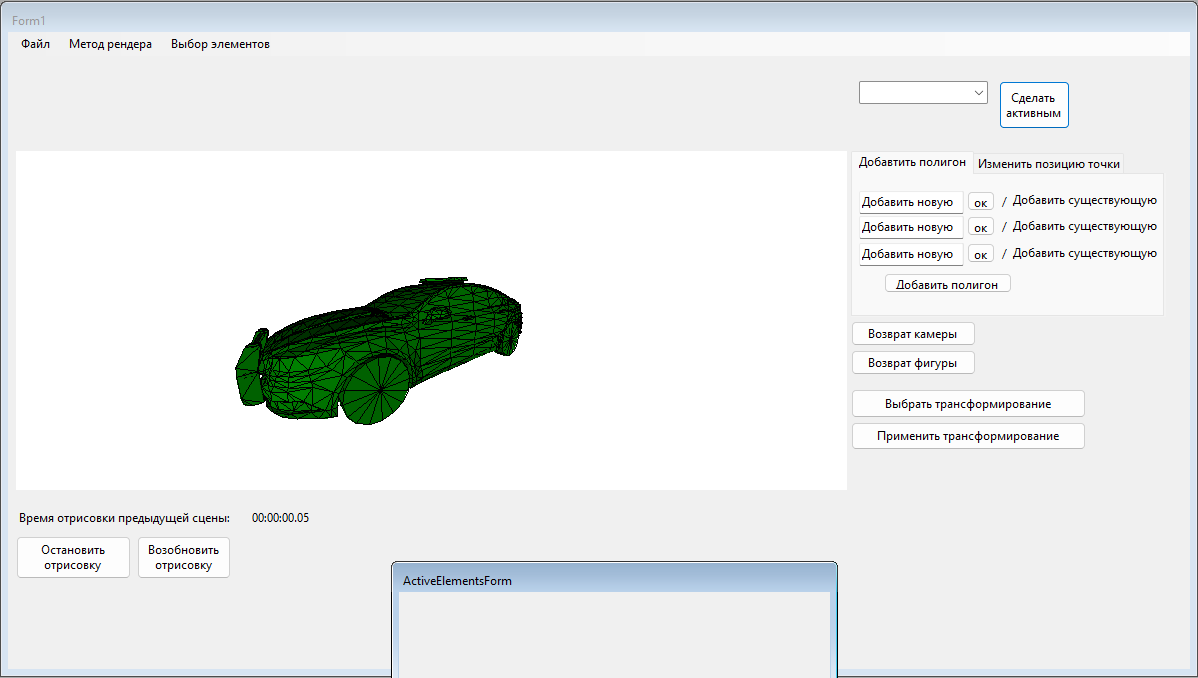 Form1
Файл Метод рендера Выбор элементов
Сделать
активным
Добавтить полигон Изменить позицию точки
Добавить новую ок / Добавить существующую
Добавить новую ок / Добавить существующую
Добавить новую ок / Добавить существующую
Добавить полигон
Возврат камеры
Возврат фигуры
Выбрать трансформирование
Применить трансформирование
Время отрисовки предыдущей сцены: 00:00:00.05
Остановить
отрисовку
Возобновить
отрисовку
ActiveElementsForm